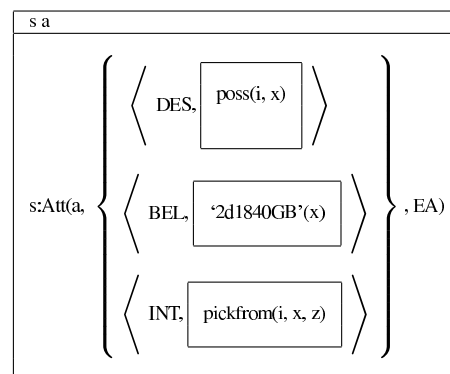 s a
DES, poss(i, x)
BEL, ‘2d1840GB’(x)
s:Att(a, , EA)
INT, pickfrom(i, x, z)